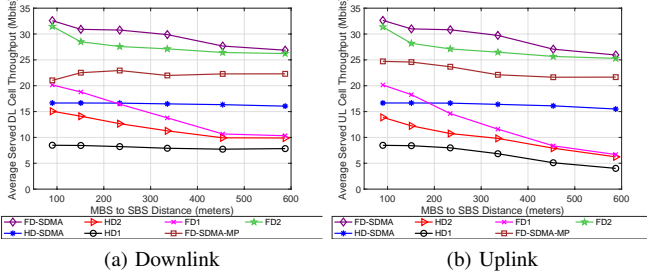 Average Served DL Cell Throughput (Mbits
35
30
25
20
15
10
5
0
100 200 300 400 500 600
MBS to SBS Distance (meters)
FD-SDMA HD2 FD1 FD2
HD-SDMA HD1 FD-SDMA-MP
(a) Downlink
Average Served UL Cell Throughput (Mbits
35
30
25
20
15
10
5
0
100 200 300 400 500 600
MBS to SBS Distance (meters)
FD-SDMA HD2 FD1 FD2
HD-SDMA HD1 FD-SDMA-MP
(b) Uplink